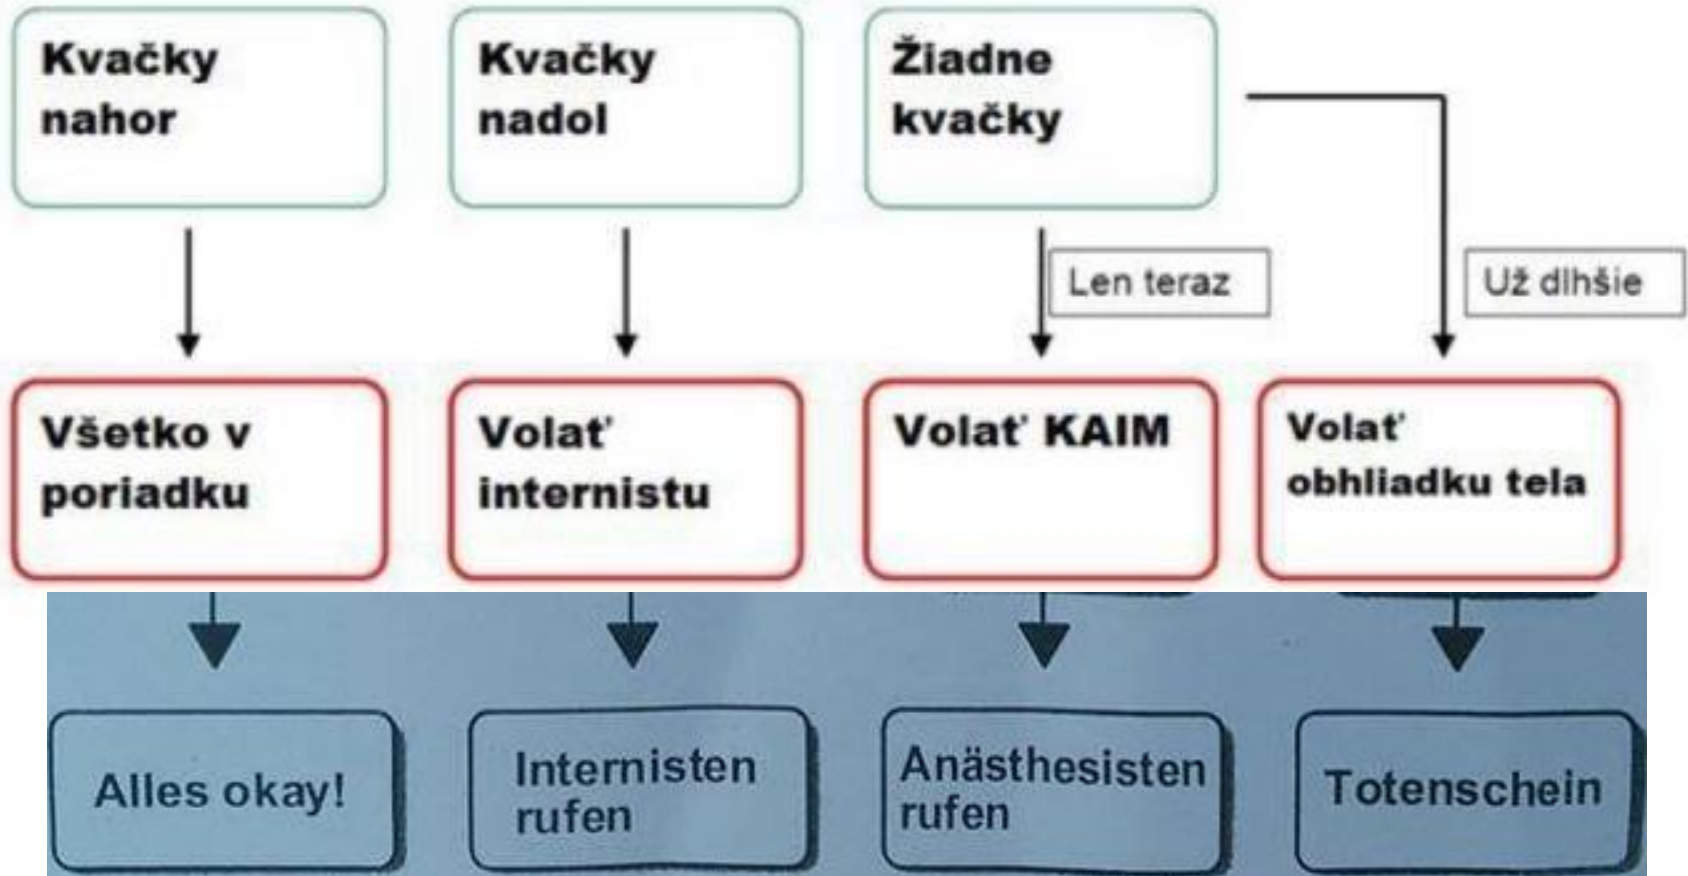 Kvačky
nahor
Kvačky
nadol
Žiadne
kvačky
Len teraz
Už dlhšie
Všetko v
poriadku
Volať
internistu
Volať KAIM
Volať
obhliadku tela
Alles okay!
Internisten
rufen
Anästhesisten
rufen
Totenschein